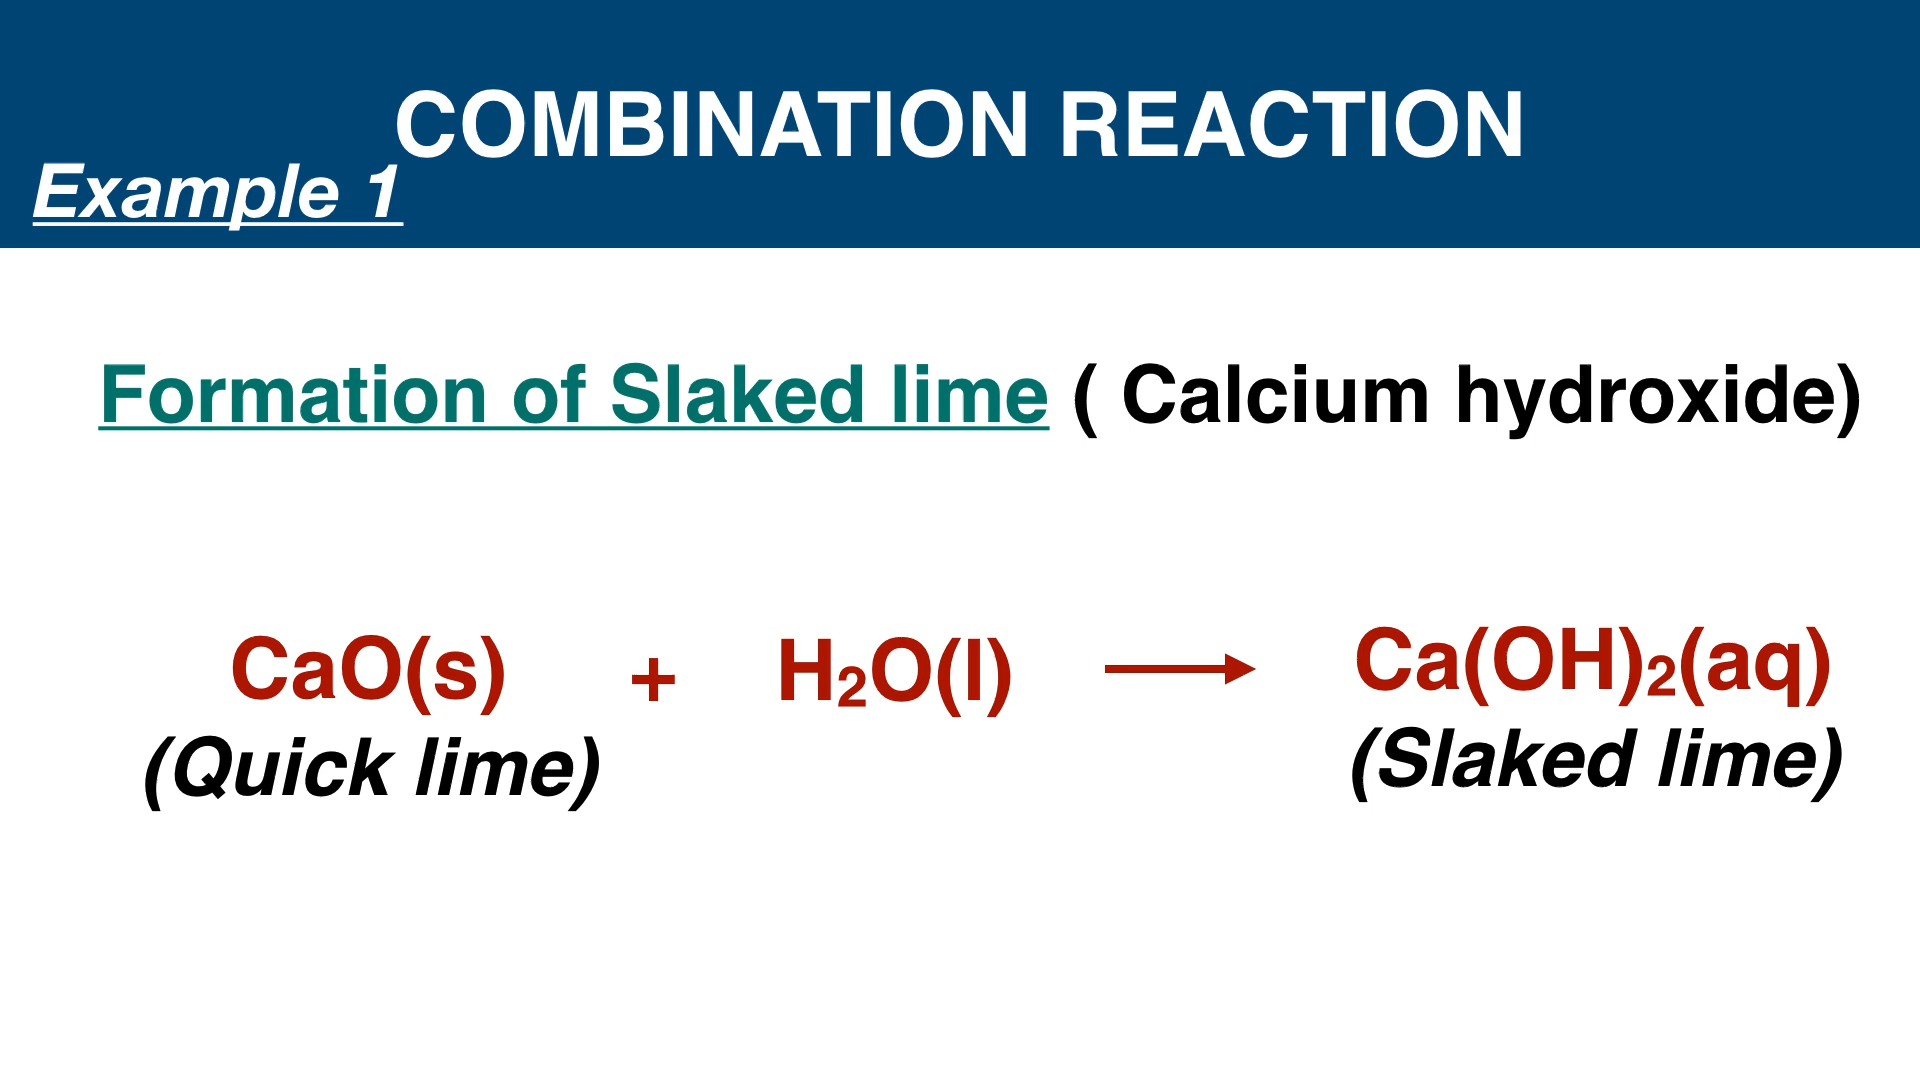 COMBINATION REACTION
Example 1
Formation of Slaked lime ( Calcium hydroxide)
CaO(s) + H₂O(l) ⟶ Ca(OH)₂(aq)
(Quick lime) (Slaked lime)